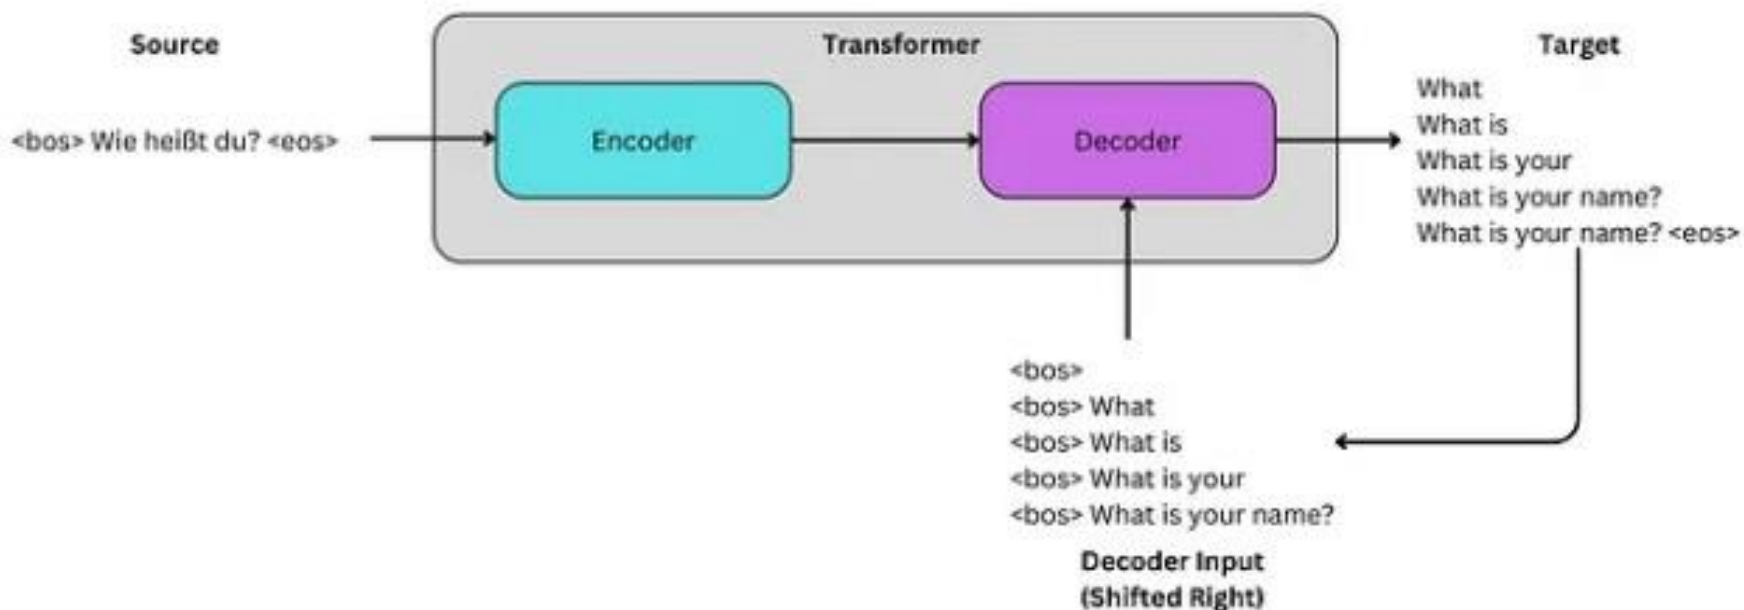 Source
Transformer
Target
<bos> Wie heißt du? <eos>
Encoder
Decoder
What
What is
What is your
What is your name?
What is your name? <eos>
<bos>
<bos> What
<bos> What is
<bos> What is your
<bos> What is your name?
Decoder Input
(Shifted Right)